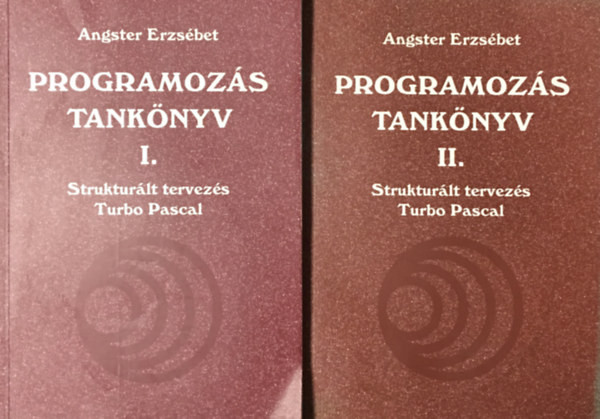 Angster Erzsébet
PROGRAMOZÁS
TANKÖNYV
I.
Strukturált tervezés
Turbo Pascal
Angster Erzsébet
PROGRAMOZÁS
TANKÖNYV
II.
Strukturált tervezés
Turbo Pascal